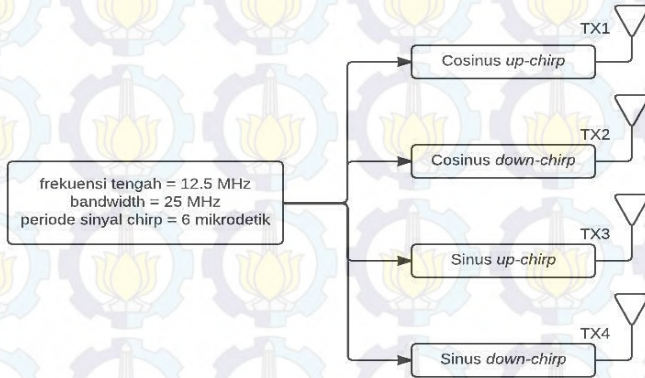 TX1
Cosinus up-chirp
TX2
Cosinus down-chirp
frekuensi tengah = 12.5 MHz
bandwidth = 25 MHz
periode sinyal chirp = 6 mikrodetik
TX3
Sinus up-chirp
TX4
Sinus down-chirp